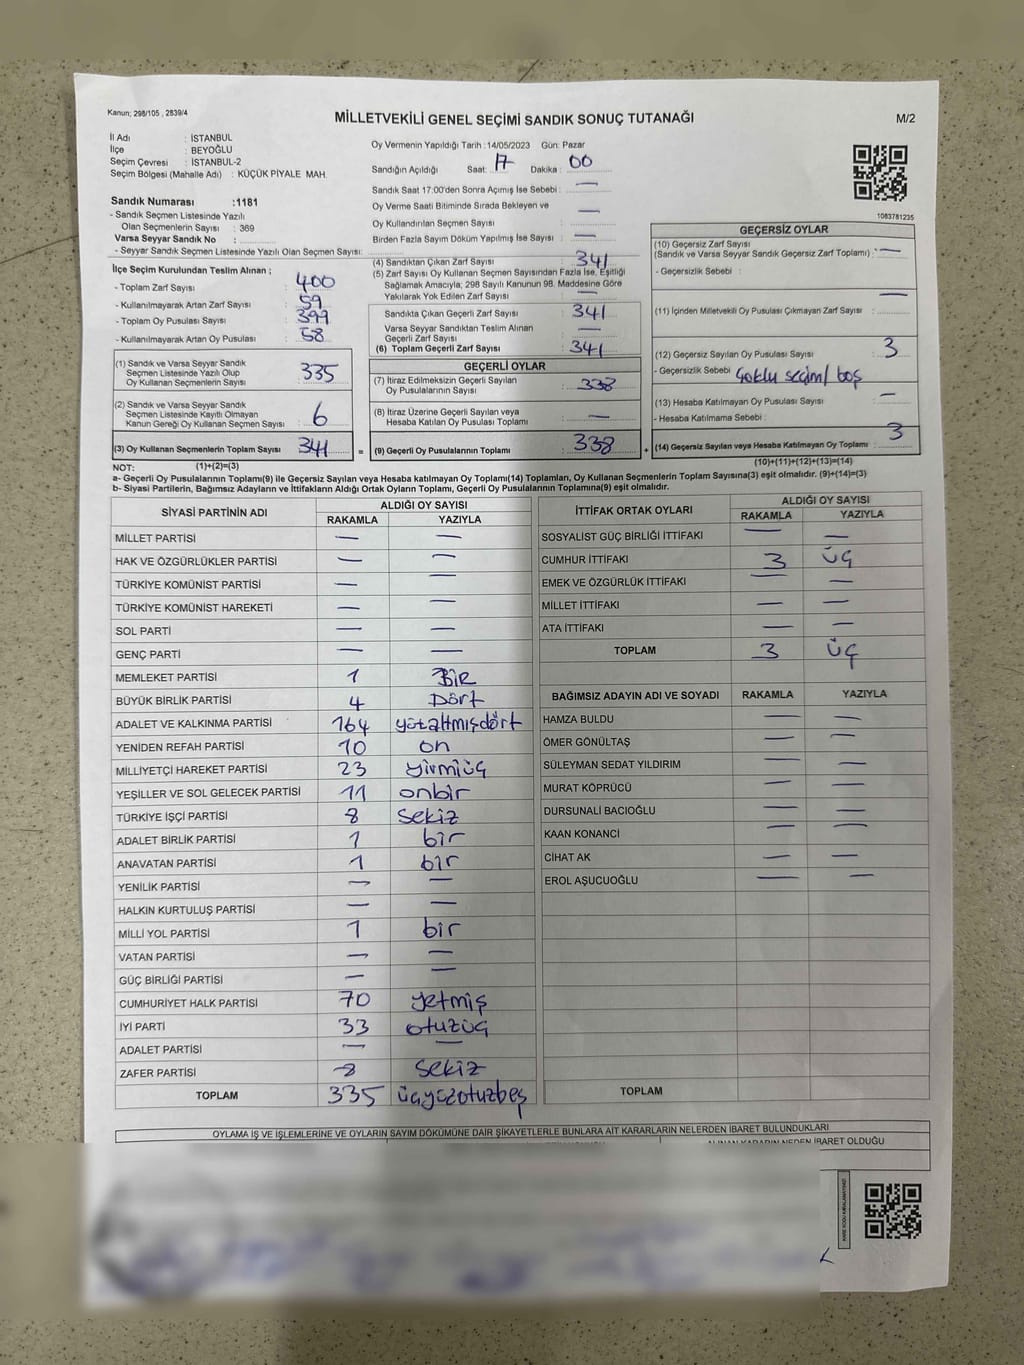 Kanun; 298/105 , 2839/4
MİLLETVEKİLİ GENEL SEÇİMİ SANDIK SONUÇ TUTANAĞI
M/2
İl Adı : İSTANBUL
İlçe : BEYOĞLU
Seçim Çevresi : İSTANBUL-2
Seçim Bölgesi (Mahalle Adı) : KÜÇÜK PİYALE MAH.
Oy Vermenin Yapıldığı Tarih :14/05/2023 Gün: Pazar
Sandığın Açıldığı Saat: 17 Dakika : 00
Sandık Saat 17:00'den Sonra Açımış İse Sebebi : —
Oy Verme Saati Bitiminde Sırada Bekleyen ve
Oy Kullandırılan Seçmen Sayısı : —
Birden Fazla Sayım Döküm Yapılmış İse Sayısı : —
Sandık Numarası :1181
- Sandık Seçmen Listesinde Yazılı
Olan Seçmenlerin Sayısı : 369
Varsa Seyyar Sandık No :
- Seyyar Sandık Seçmen Listesinde Yazılı Olan Seçmen Sayısı:
1083781235
İlçe Seçim Kurulundan Teslim Alınan ;
- Toplam Zarf Sayısı : 400
- Kullanılmayarak Artan Zarf Sayısı : 59
- Toplam Oy Pusulası Sayısı : 399
- Kullanılmayarak Artan Oy Pusulası : 58
(1) Sandık ve Varsa Seyyar Sandık
Seçmen Listesinde Yazılı Olup
Oy Kullanan Seçmenlerin Sayısı : 335
(2) Sandık ve Varsa Seyyar Sandık
Seçmen Listesinde Kayıtlı Olmayan
Kanun Gereği Oy Kullanan Seçmen Sayısı : 6
(3) Oy Kullanan Seçmenlerin Toplam Sayısı : 341
(4) Sandıktan Çıkan Zarf Sayısı : 341
(5) Zarf Sayısı Oy Kullanan Seçmen Sayısından Fazla İse, Eşitliği
Sağlamak Amacıyla; 298 Sayılı Kanunun 98. Maddesine Göre
Yakılarak Yok Edilen Zarf Sayısı : —
Sandıkta Çıkan Geçerli Zarf Sayısı : 341
Varsa Seyyar Sandıktan Teslim Alınan
Geçerli Zarf Sayısı : —
(6) Toplam Geçerli Zarf Sayısı : 341
GEÇERLİ OYLAR
(7) İtiraz Edilmeksizin Geçerli Sayılan
Oy Pusulalarının Sayısı : 338
(8) İtiraz Üzerine Geçerli Sayılan veya
Hesaba Katılan Oy Pusulası Toplamı : —
= (9) Geçerli Oy Pusulalarının Toplamı : 338 +
GEÇERSİZ OYLAR
(10) Geçersiz Zarf Sayısı
(Sandık ve Varsa Seyyar Sandık Geçersiz Zarf Toplamı) : —
- Geçersizlik Sebebi : —
(11) İçinden Milletvekili Oy Pusulası Çıkmayan Zarf Sayısı :
(12) Geçersiz Sayılan Oy Pusulası Sayısı : 3
- Geçersizlik Sebebi : Çoklu seçim / boş
(13) Hesaba Katılmayan Oy Pusulası Sayısı : —
- Hesaba Katılmama Sebebi :
(14) Geçersiz Sayılan veya Hesaba Katılmayan Oy Toplamı : 3
NOT: (1)+(2)=(3)
(10)+(11)+(12)+(13)=(14)
a- Geçerli Oy Pusulasının Toplamı(9) ile Geçersiz Sayılan veya Hesaba Katılmayan Oy Toplamı(14) Toplamları, Oy Kullanan Seçmenlerin Toplam Sayısına(3) eşit olmalıdır. (9)+(14)=(3)
b- Siyasi Partilerin, Bağımsız Adayların ve İttifakların Aldığı Ortak Oyların Toplamı, Geçerli Oy Pusulalarının Toplamına(9) eşit olmalıdır.
SİYASİ PARTİNİN ADI ALDIĞI OY SAYISI
RAKAMLA YAZIYLA
MİLLET PARTİSİ — —
HAK VE ÖZGÜRLÜKLER PARTİSİ — —
TÜRKİYE KOMÜNİST PARTİSİ — —
TÜRKİYE KOMÜNİST HAREKETİ — —
SOL PARTİ — —
GENÇ PARTİ — —
MEMLEKET PARTİSİ 1 BİR
BÜYÜK BİRLİK PARTİSİ 4 Dört
ADALET VE KALKINMA PARTİSİ 164 yüzaltmışdört
YENİDEN REFAH PARTİSİ 10 on
MİLLİYETÇİ HAREKET PARTİSİ 23 yirmiüç
YEŞİLLER VE SOL GELECEK PARTİSİ 11 onbir
TÜRKİYE İŞÇİ PARTİSİ 8 sekiz
ADALET BİRLİK PARTİSİ 1 bir
ANAVATAN PARTİSİ 1 bir
YENİLİK PARTİSİ — —
HALKIN KURTULUŞ PARTİSİ — —
MİLLİ YOL PARTİSİ 1 bir
VATAN PARTİSİ — —
GÜÇ BİRLİĞİ PARTİSİ — —
CUMHURİYET HALK PARTİSİ 70 yetmiş
İYİ PARTİ 33 otuzüç
ADALET PARTİSİ — —
ZAFER PARTİSİ 8 sekiz
TOPLAM 335 üçyüzotuzbeş
İTTİFAK ORTAK OYLARI ALDIĞI OY SAYISI
RAKAMLA YAZIYLA
SOSYALİST GÜÇ BİRLİĞİ İTTİFAKI — —
CUMHUR İTTİFAKI 3 üç
EMEK VE ÖZGÜRLÜK İTTİFAKI — —
MİLLET İTTİFAKI — —
ATA İTTİFAKI — —
TOPLAM 3 üç
BAĞIMSIZ ADAYIN ADI VE SOYADI RAKAMLA YAZIYLA
HAMZA BULDU — —
ÖMER GÖNÜLTAŞ — —
SÜLEYMAN SEDAT YILDIRIM — —
MURAT KÖPRÜCÜ — —
DURSUNALİ BACIOĞLU — —
KAAN KONANCİ — —
CİHAT AK — —
EROL AŞUCUOĞLU — —
TOPLAM
OYLAMA İŞ VE İŞLEMLERİNE VE OYLARIN SAYIM DÖKÜMÜNE DAİR ŞİKAYETLERLE BUNLARA AİT KARARLARIN NELERDEN İBARET BULUNDUKLARI
ALINAN KARARIN NEDEN İBARET OLDUĞU